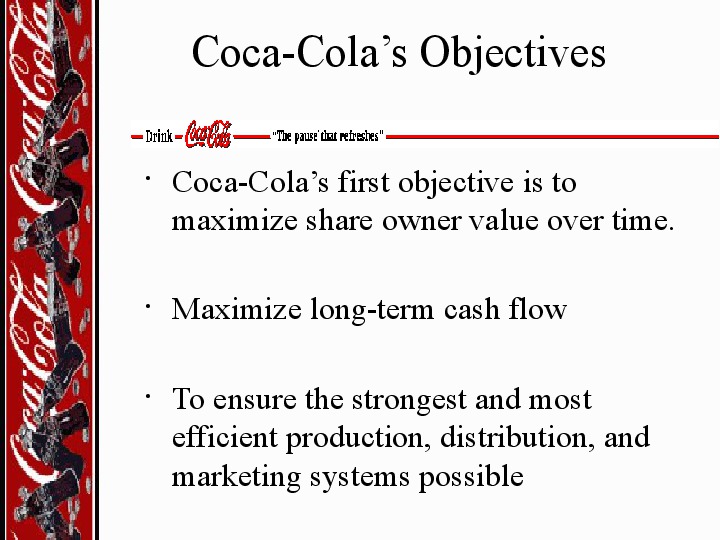 Coca-Cola’s Objectives
Drink Coca-Cola “The pause that refreshes”
· Coca-Cola’s first objective is to
maximize share owner value over time.
· Maximize long-term cash flow
· To ensure the strongest and most
efficient production, distribution, and
marketing systems possible
Coca-Cola
Coca-Cola